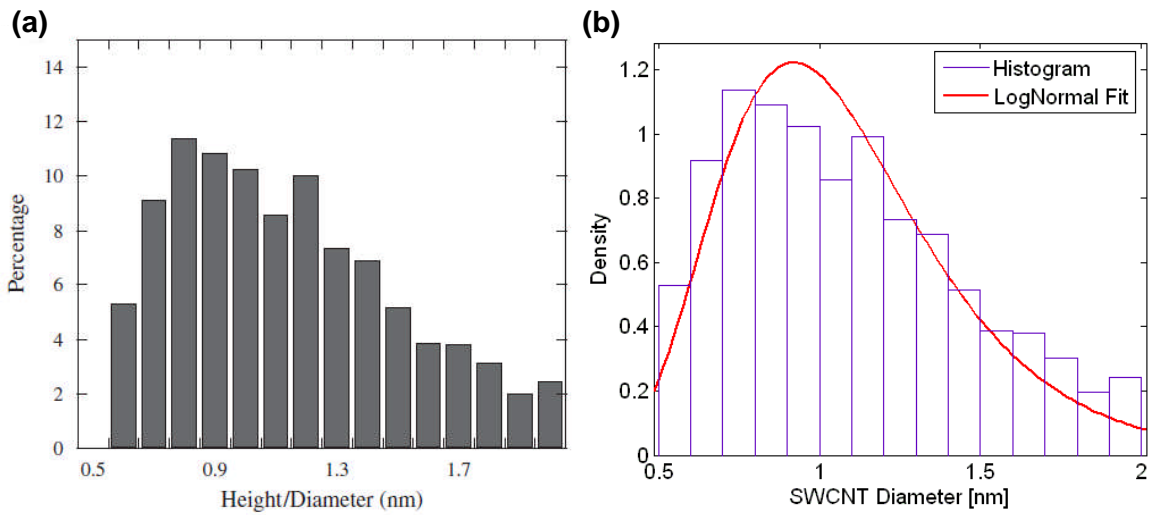 (a)
14
12
10
8
6
4
2
0
Percentage
0.5 0.9 1.3 1.7
Height/Diameter (nm)
(b)
Histogram
LogNormal Fit
1.2
1
0.8
0.6
0.4
0.2
0
Density
0.5 1 1.5 2
SWCNT Diameter [nm]